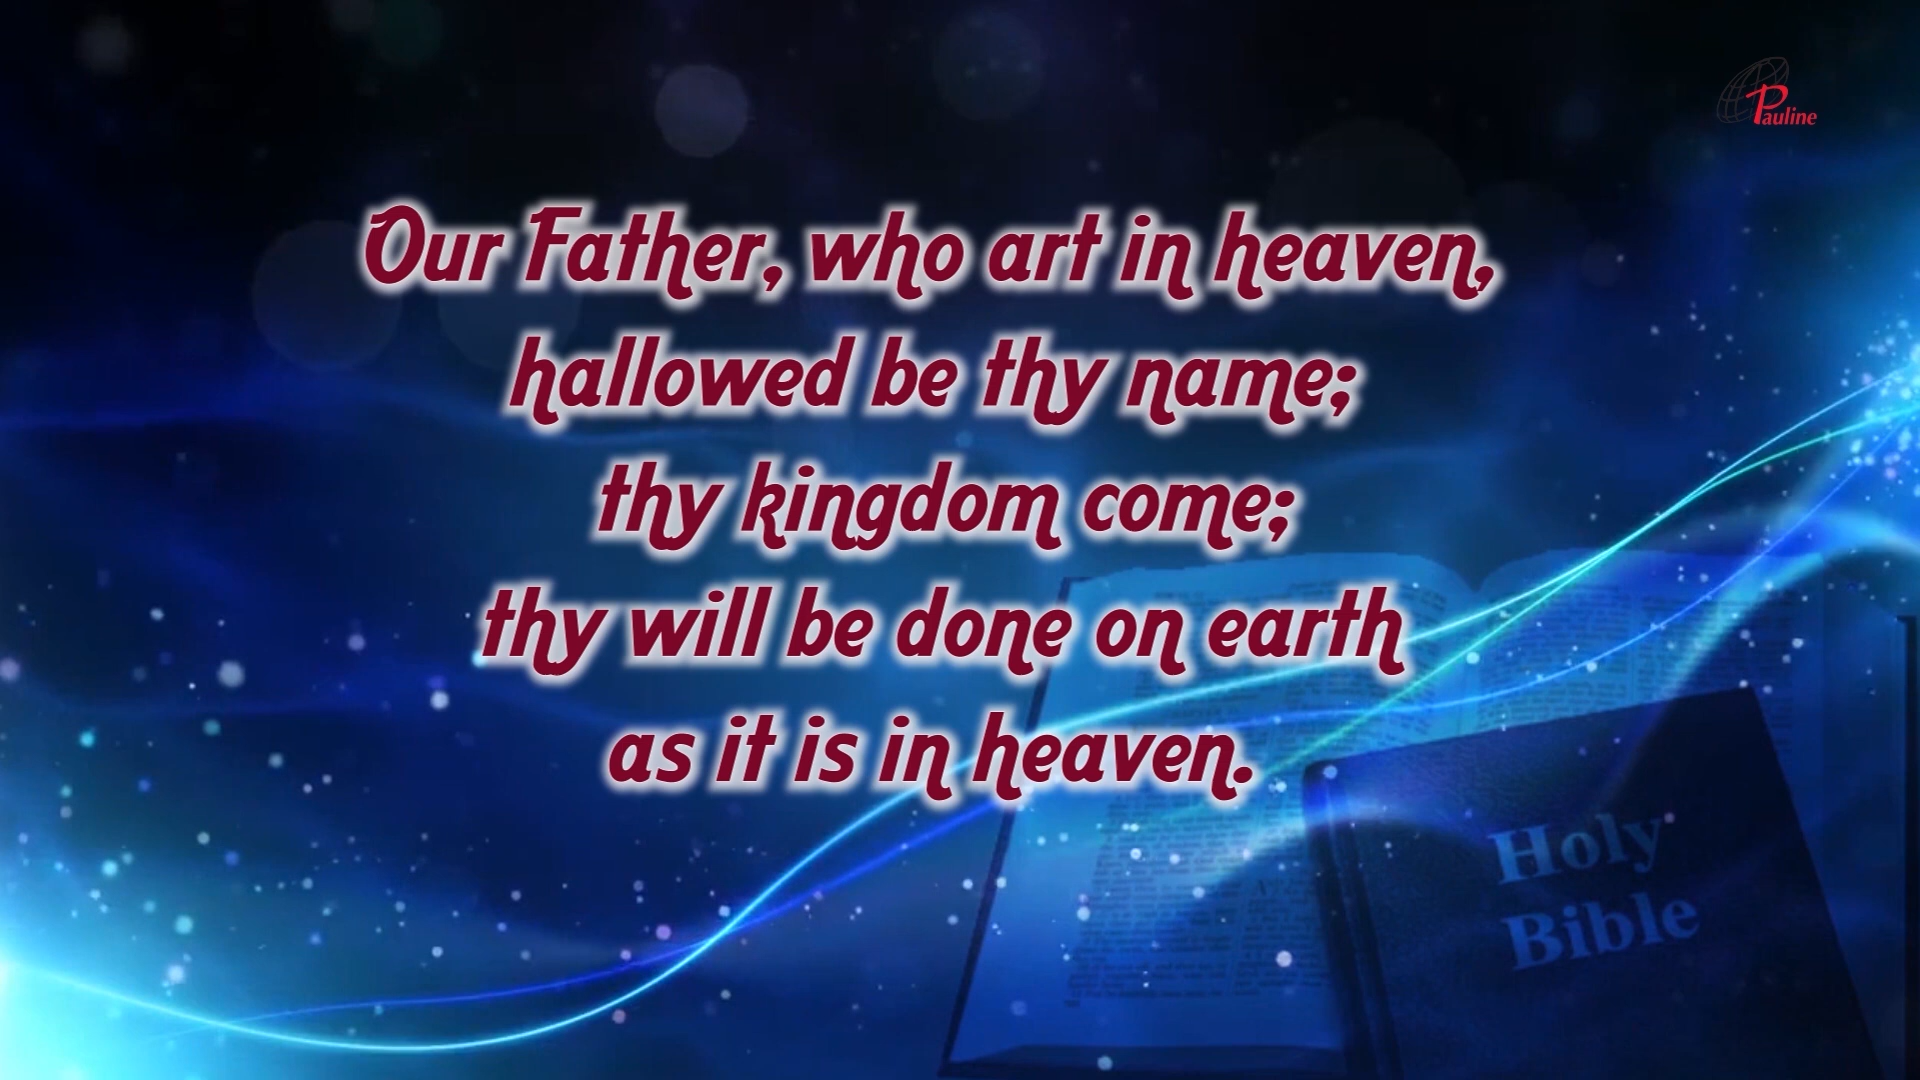 Pauline
Our Father, who art in heaven,
hallowed be thy name;
thy kingdom come;
thy will be done on earth
as it is in heaven.
Holy
Bible